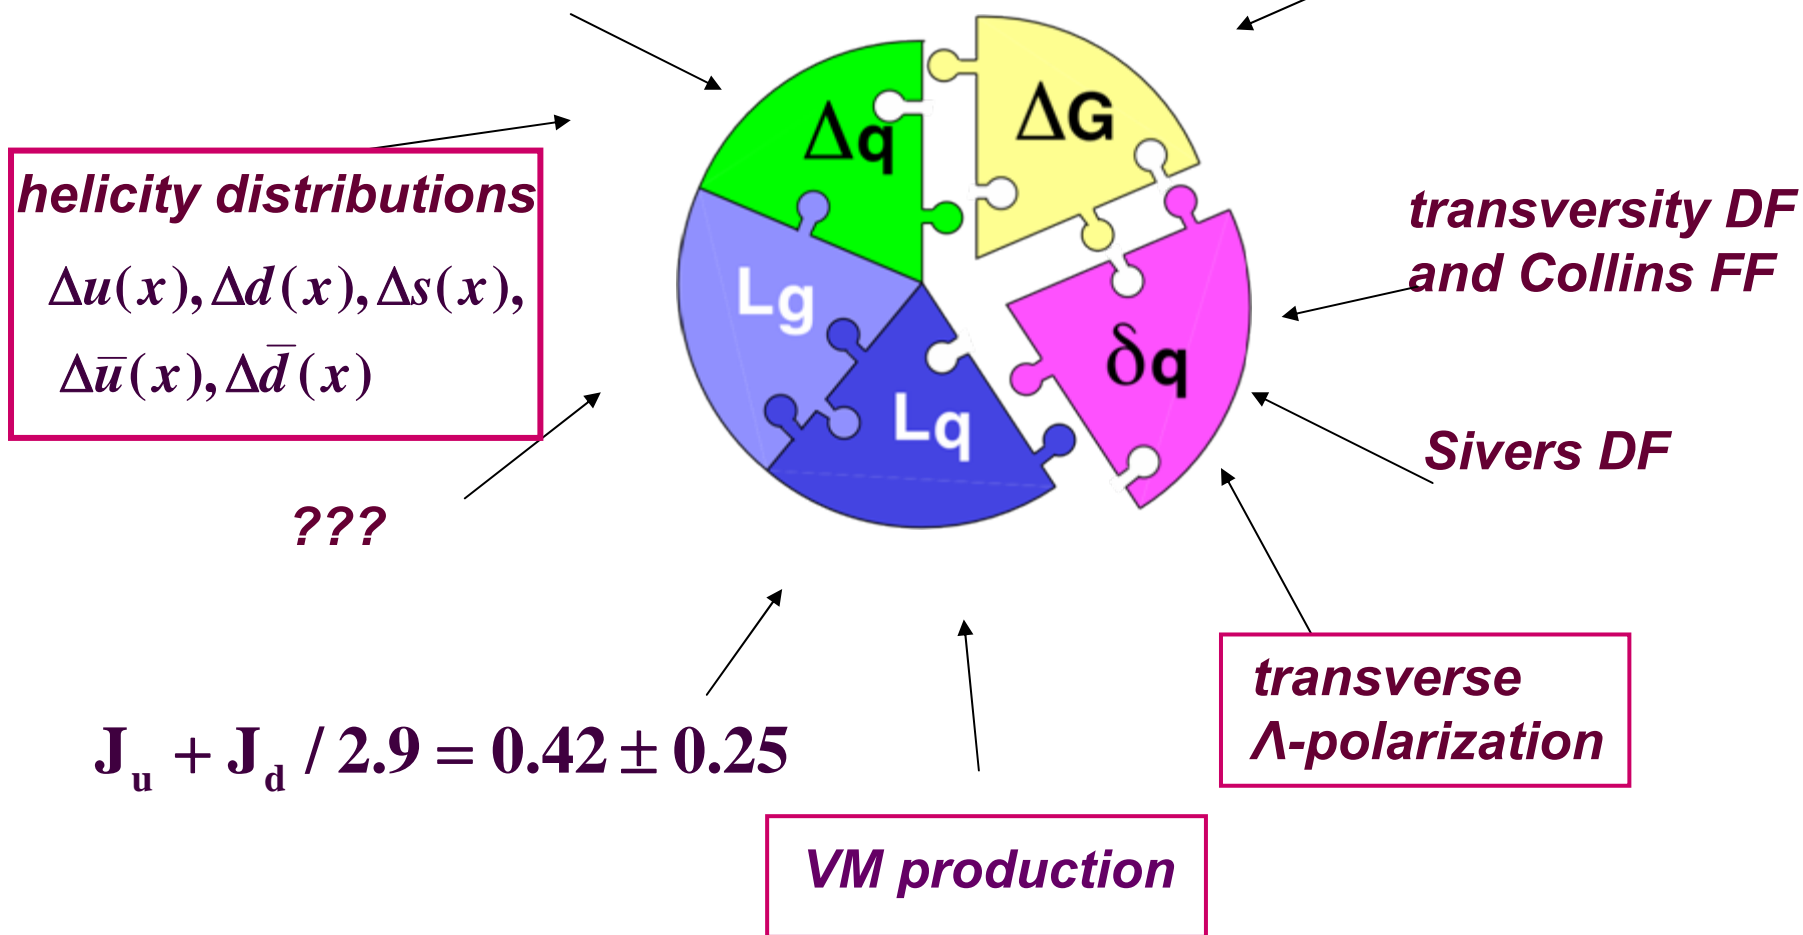 Δq
ΔG
helicity distributions
Δu(x), Δd(x), Δs(x),
Δu̅(x), Δd̅(x)
transversity DF
and Collins FF
Lg
δq
Lq
Sivers DF
???
transverse
Λ-polarization
J_u + J_d / 2.9 = 0.42 ± 0.25
VM production